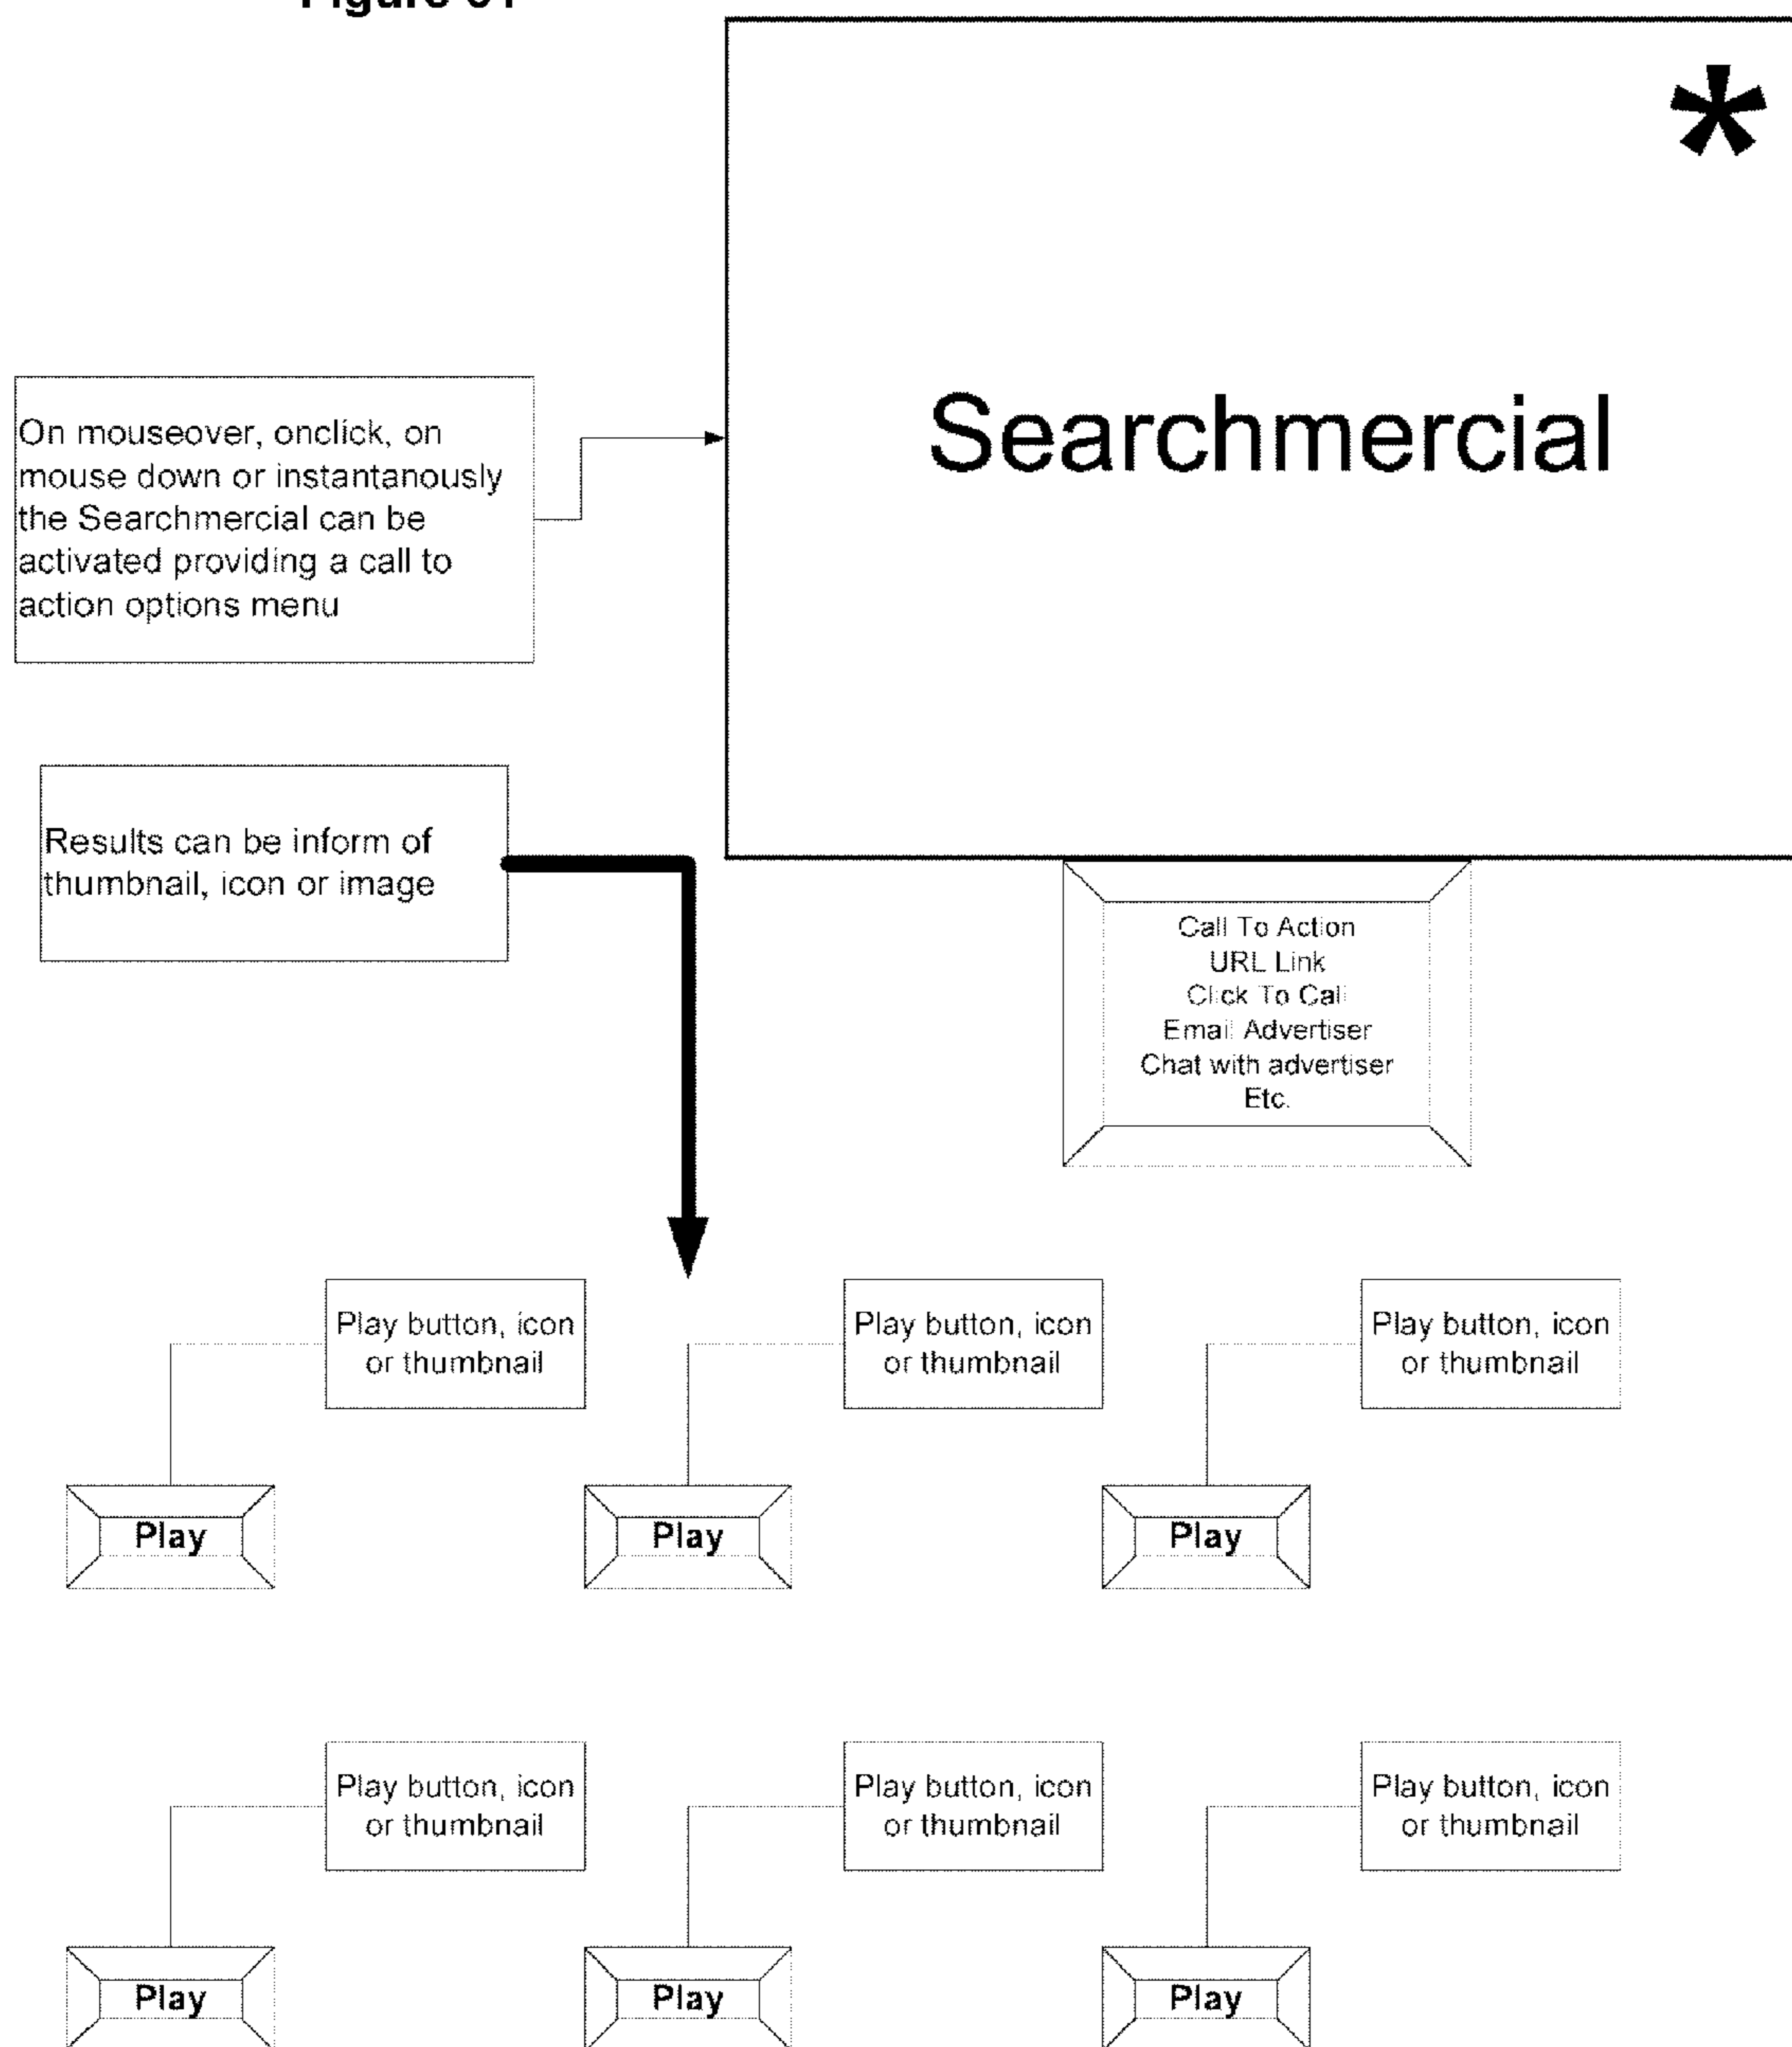 *
Searchmercial
On mouseover, onclick, on
mouse down or instantanously
the Searchmercial can be
activated providing a call to
action options menu
Results can be inform of
thumbnail, icon or image
Call To Action
URL Link
Click To Call
Email Advertiser
Chat with advertiser
Etc.
Play button, icon
or thumbnail
Play button, icon
or thumbnail
Play button, icon
or thumbnail
Play
Play
Play
Play button, icon
or thumbnail
Play button, icon
or thumbnail
Play button, icon
or thumbnail
Play
Play
Play